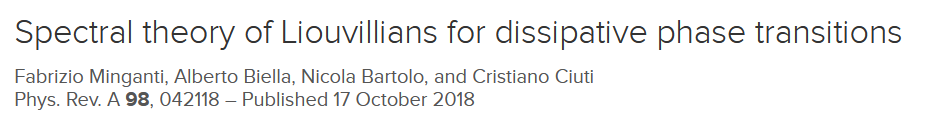 Spectral theory of Liouvillians for dissipative phase transitions
Fabrizio Minganti, Alberto Biella, Nicola Bartolo, and Cristiano Ciuti
Phys. Rev. A 98, 042118 – Published 17 October 2018